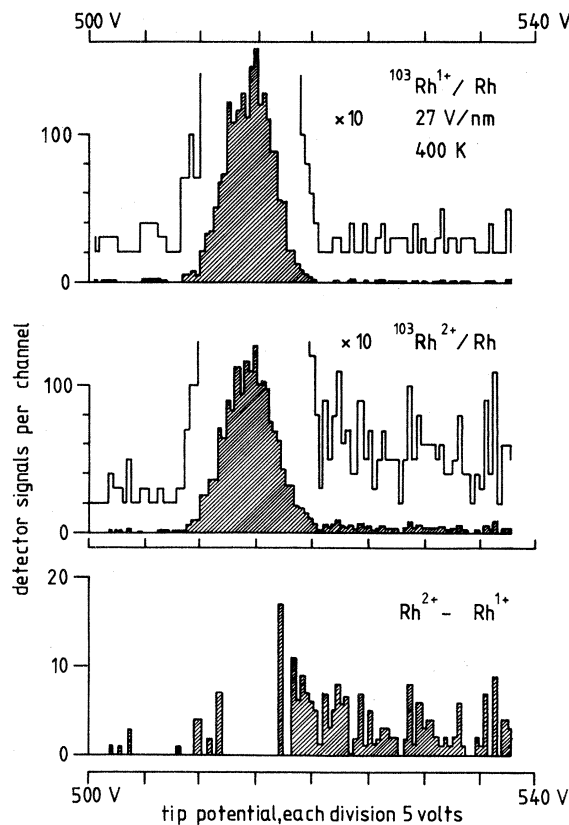 500 V 540 V
¹⁰³Rh¹⁺/ Rh
×10 27 V/nm
400 K
100
0
×10 ¹⁰³Rh²⁺/ Rh
100
0
detector signals per channel
20
Rh²⁺ – Rh¹⁺
10
0
500 V 540 V
tip potential, each division 5 volts